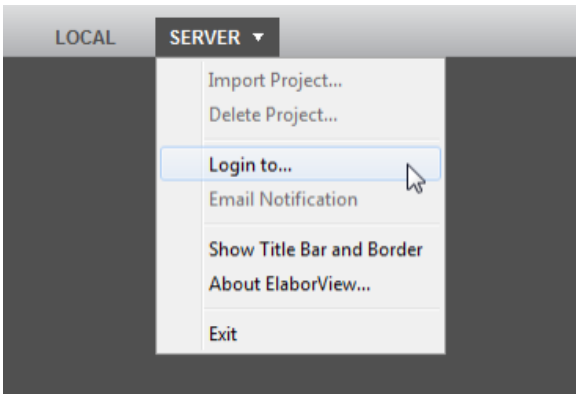 LOCAL SERVER
Import Project...
Delete Project...
Login to...
Email Notification
Show Title Bar and Border
About ElaborView...
Exit